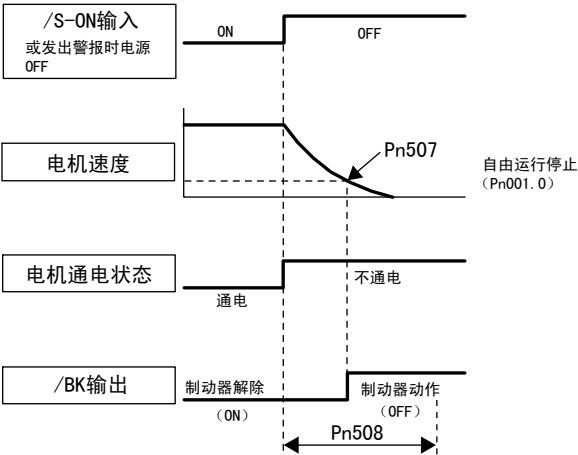 /S-ON输入
或发出警报时电源
OFF
ON
OFF
电机速度
Pn507
自由运行停止
（Pn001.0）
电机通电状态
通电
不通电
/BK输出
制动器解除
（ON）
制动器动作
（OFF）
Pn508